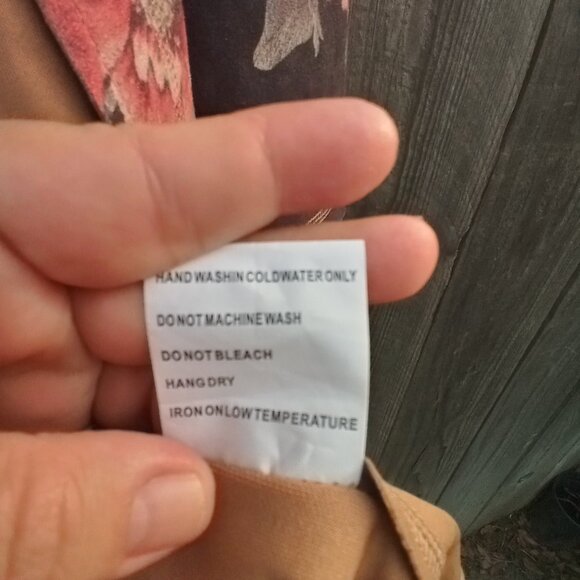 HAND WASHIN COLDWATER ONLY
DO NOT MACHINE WASH
DO NOT BLEACH
HANG DRY
IRON ON LOW TEMPERATURE